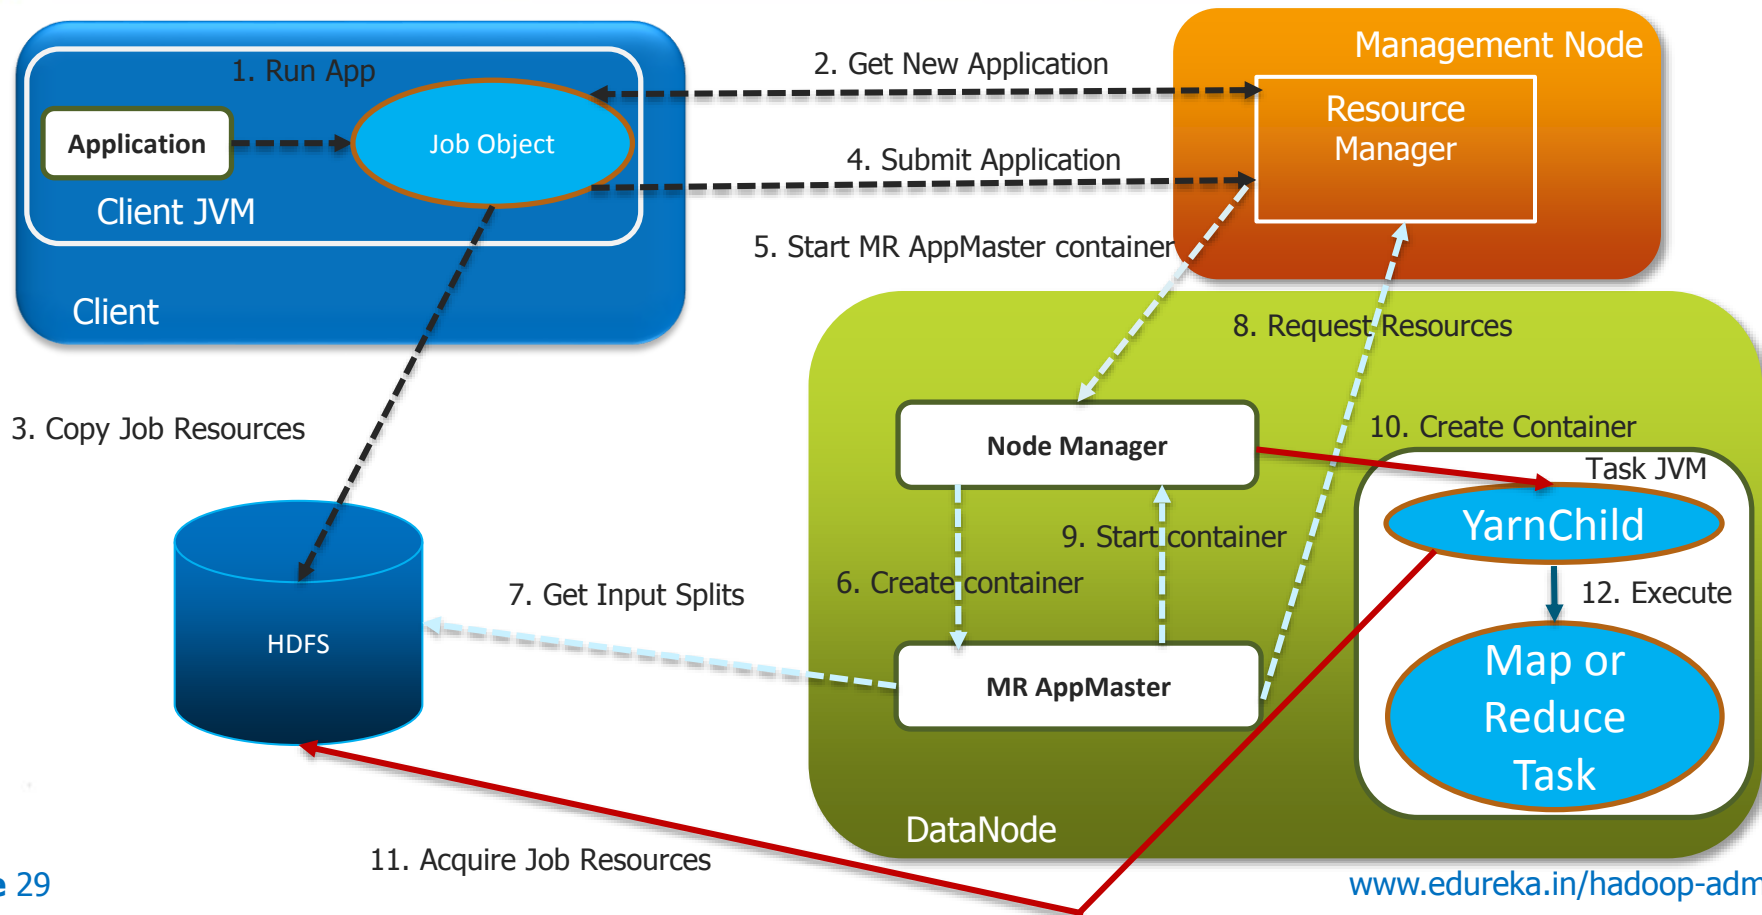 1. Run App
Application
Job Object
Client JVM
Client
2. Get New Application
4. Submit Application
Management Node
Resource
Manager
5. Start MR AppMaster container
8. Request Resources
3. Copy Job Resources
Node Manager
10. Create Container
Task JVM
YarnChild
9. Start container
6. Create container
7. Get Input Splits
12. Execute
HDFS
MR AppMaster
Map or
Reduce
Task
DataNode
11. Acquire Job Resources
e 29
www.edureka.in/hadoop-adm